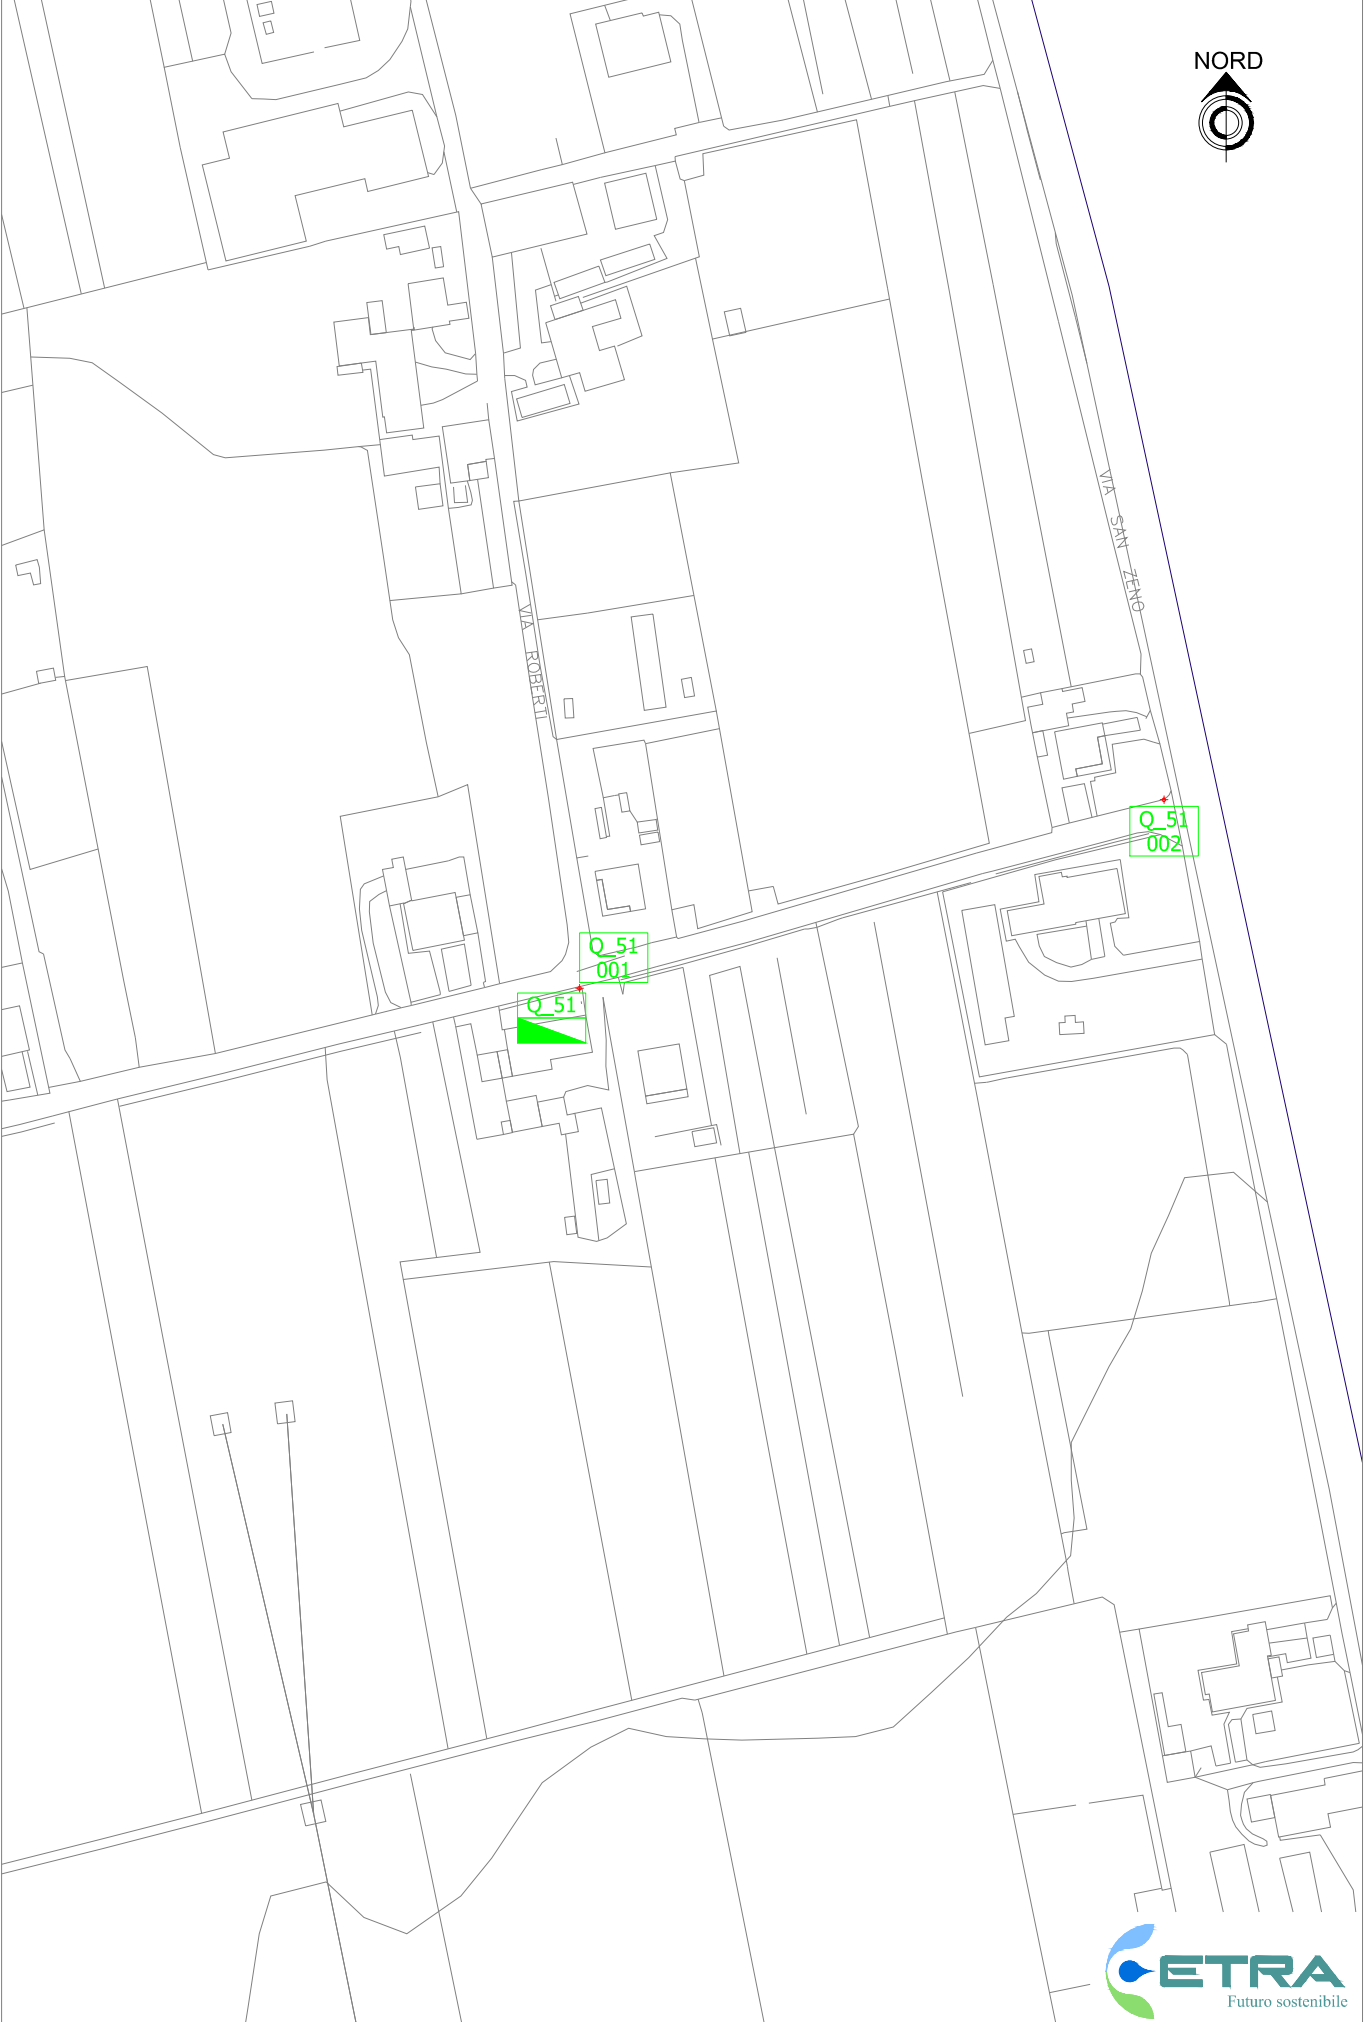 NORD
VIA SAN ZENO
VIA ROBERTI
Q_51
002
Q_51
001
Q_51
ETRA
Futuro sostenibile